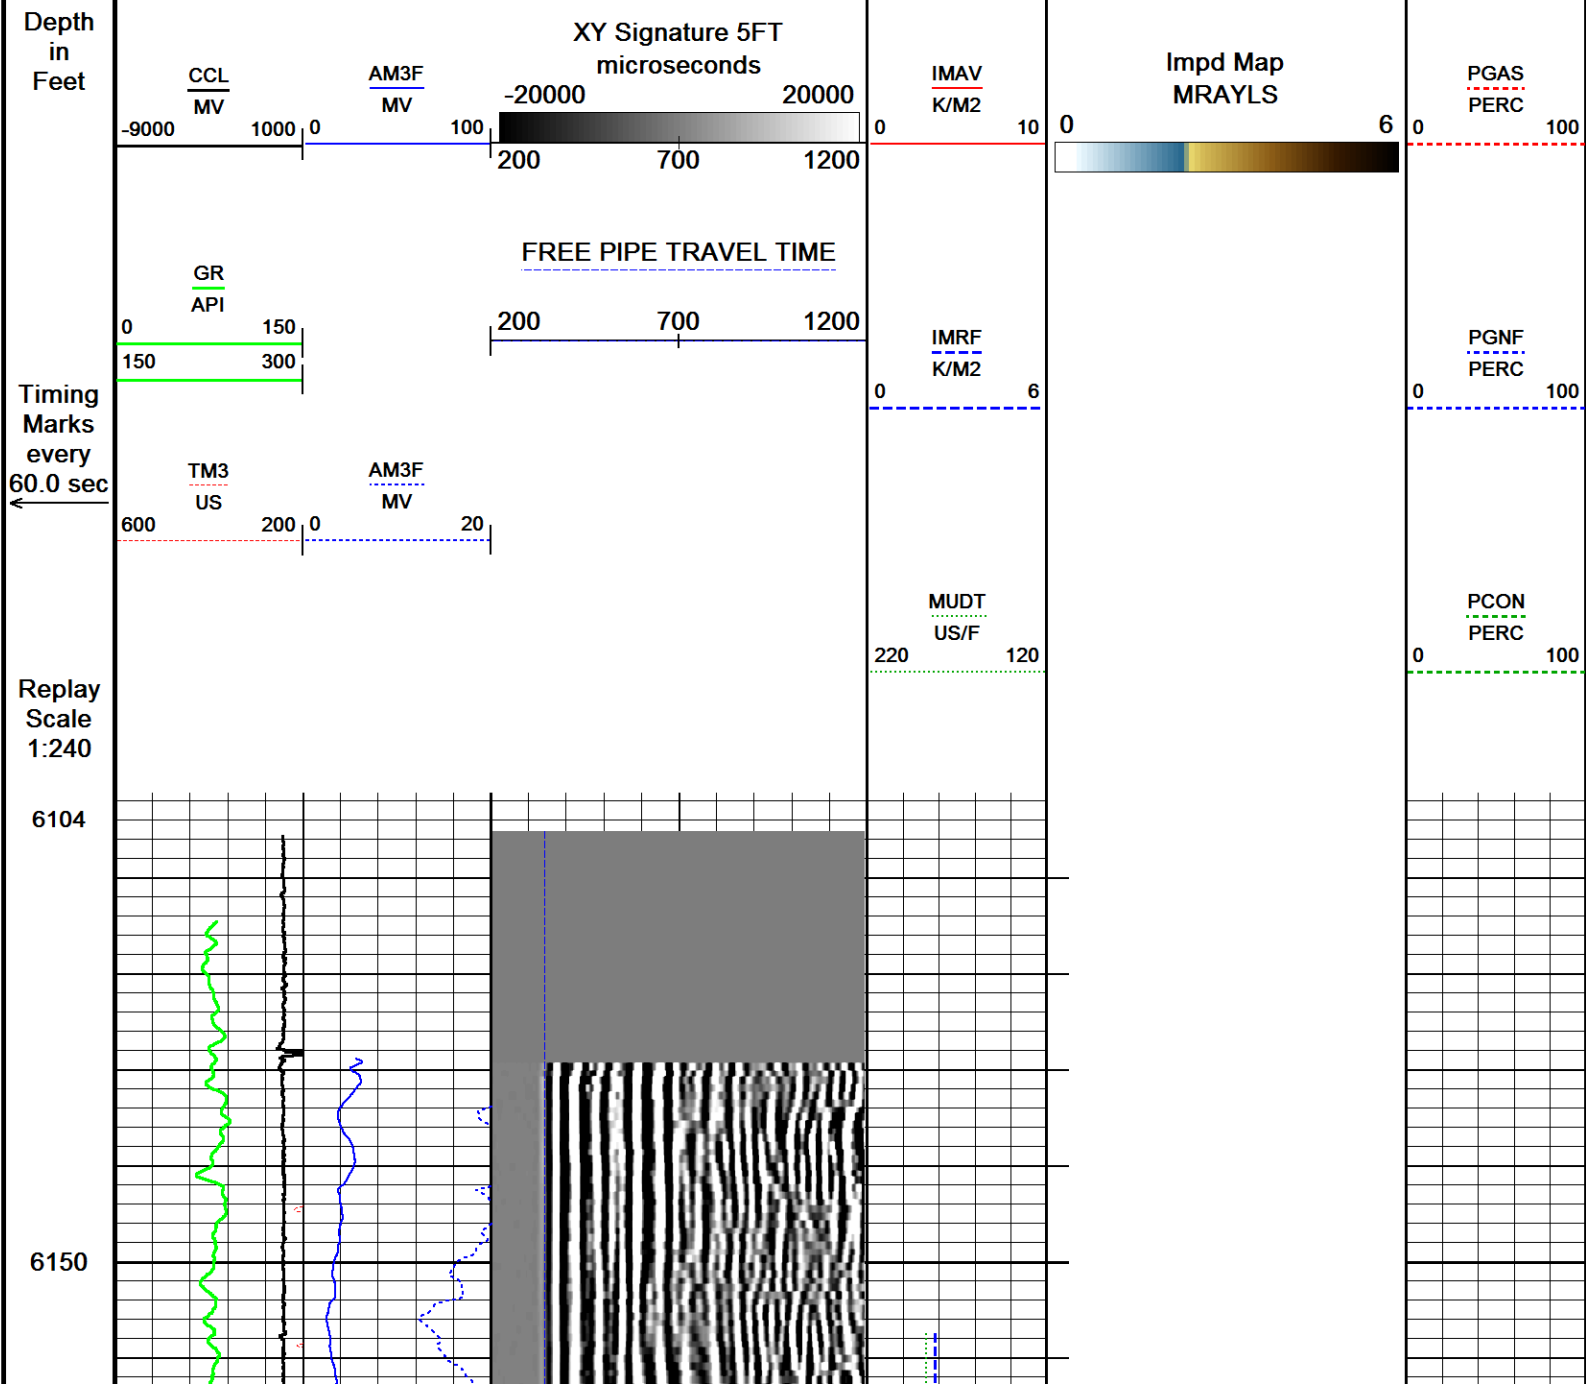 Depth
in
Feet
CCL
MV
-9000 1000
AM3F
MV
0 100
XY Signature 5FT
microseconds
-20000 20000
200 700 1200
IMAV
K/M2
0 10
Impd Map
MRAYLS
0 6
PGAS
PERC
0 100
GR
API
0 150
150 300
FREE PIPE TRAVEL TIME
200 700 1200
IMRF
K/M2
0 6
PGNF
PERC
0 100
Timing
Marks
every
60.0 sec
TM3
US
600 200
AM3F
MV
0 20
MUDT
US/F
220 120
PCON
PERC
0 100
Replay
Scale
1:240
6104
6150